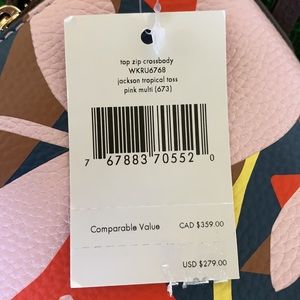 top zip crossbody
WKRU6768
jackson tropical toss
pink multi (673)
7 67883 70552 0
Comparable Value CAD $359.00
USD $279.00